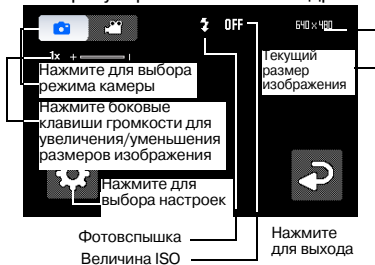 OFF
640×480
1x +
Нажмите для выбора
режима камеры
Текущий
размер
изображения
Нажмите боковые
клавиши громкости для
увеличения/уменьшения
размеров изображения
Нажмите для
выбора настроек
Фотовспышка
Величина ISO
Нажмите
для выхода